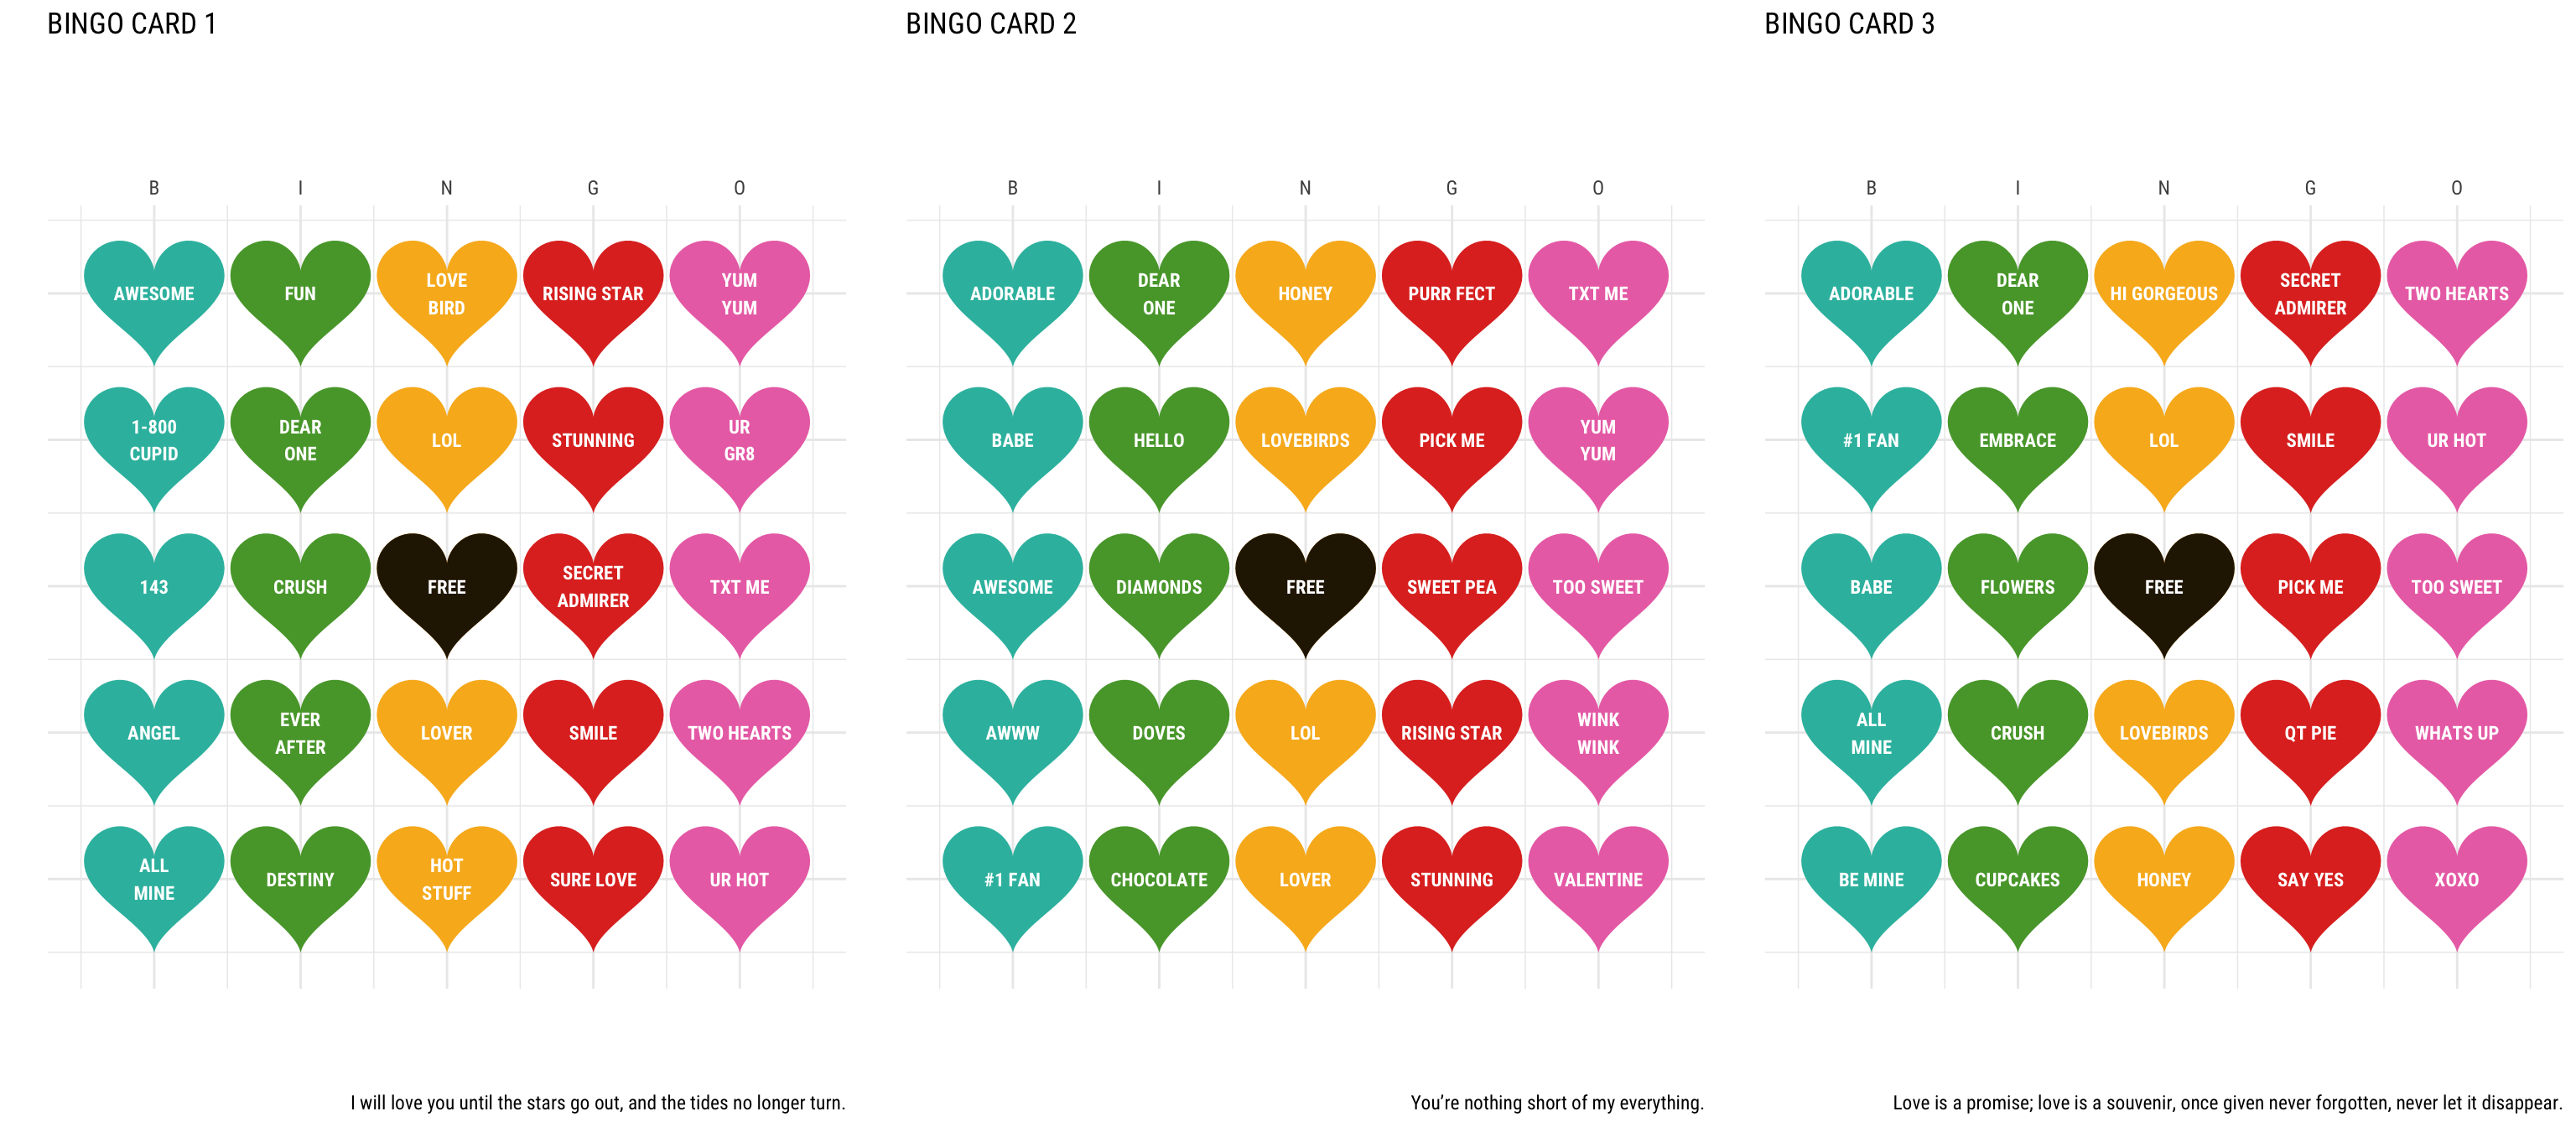 BINGO CARD 1
B I N G O
AWESOME FUN LOVE BIRD RISING STAR YUM YUM
1-800 CUPID DEAR ONE LOL STUNNING UR GR8
143 CRUSH FREE SECRET ADMIRER TXT ME
ANGEL EVER AFTER LOVER SMILE TWO HEARTS
ALL MINE DESTINY HOT STUFF SURE LOVE UR HOT
I will love you until the stars go out, and the tides no longer turn.
BINGO CARD 2
B I N G O
ADORABLE DEAR ONE HONEY PURR FECT TXT ME
BABE HELLO LOVEBIRDS PICK ME YUM YUM
AWESOME DIAMONDS FREE SWEET PEA TOO SWEET
AWWW DOVES LOL RISING STAR WINK WINK
#1 FAN CHOCOLATE LOVER STUNNING VALENTINE
You’re nothing short of my everything.
BINGO CARD 3
B I N G O
ADORABLE DEAR ONE HI GORGEOUS SECRET ADMIRER TWO HEARTS
#1 FAN EMBRACE LOL SMILE UR HOT
BABE FLOWERS FREE PICK ME TOO SWEET
ALL MINE CRUSH LOVEBIRDS QT PIE WHATS UP
BE MINE CUPCAKES HONEY SAY YES XOXO
Love is a promise; love is a souvenir, once given never forgotten, never let it disappear.